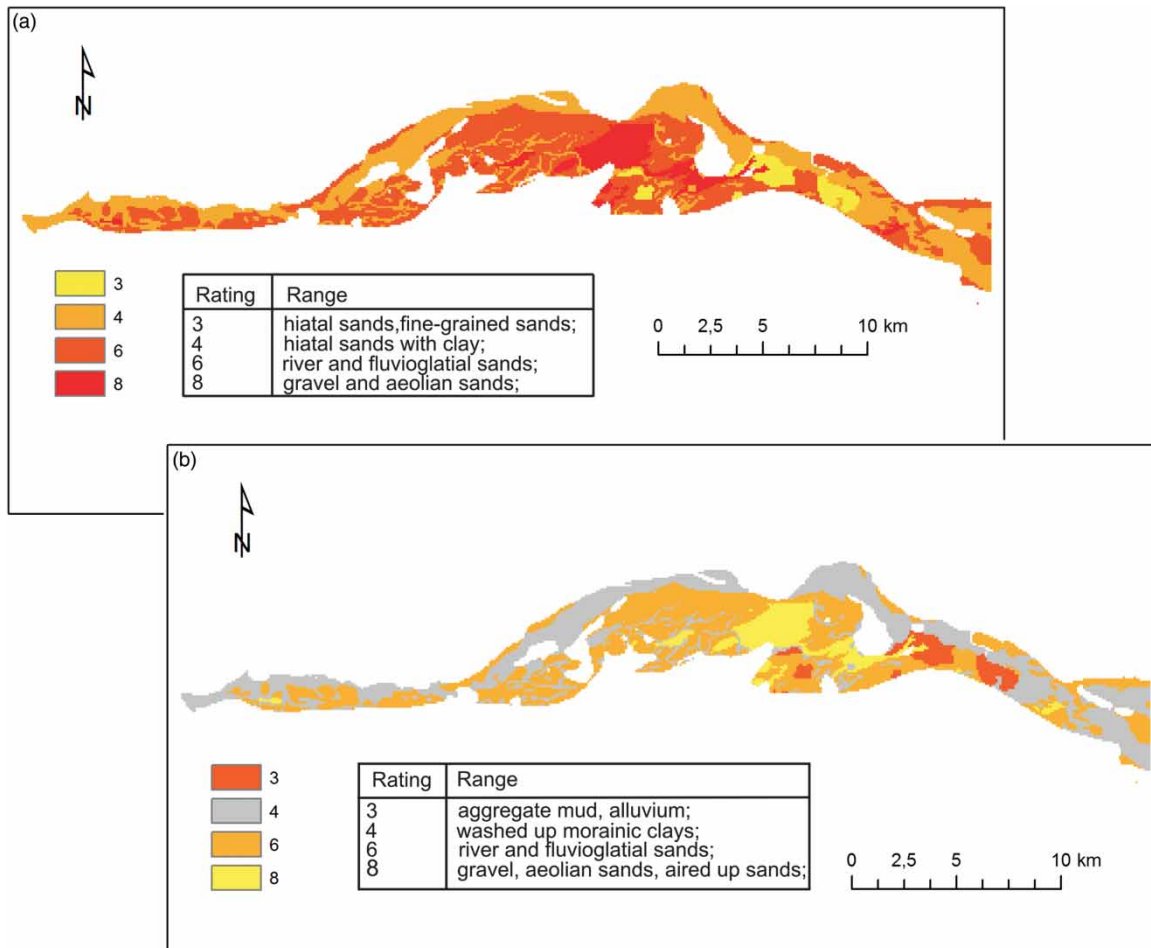 (a)
N
3
4
6
8
Rating Range
3 hiatal sands,fine-grained sands;
4 hiatal sands with clay;
6 river and fluvioglatial sands;
8 gravel and aeolian sands;
0 2,5 5 10 km
(b)
N
3
4
6
8
Rating Range
3 aggregate mud, alluvium;
4 washed up morainic clays;
6 river and fluvioglatial sands;
8 gravel, aeolian sands, aired up sands;
0 2,5 5 10 km